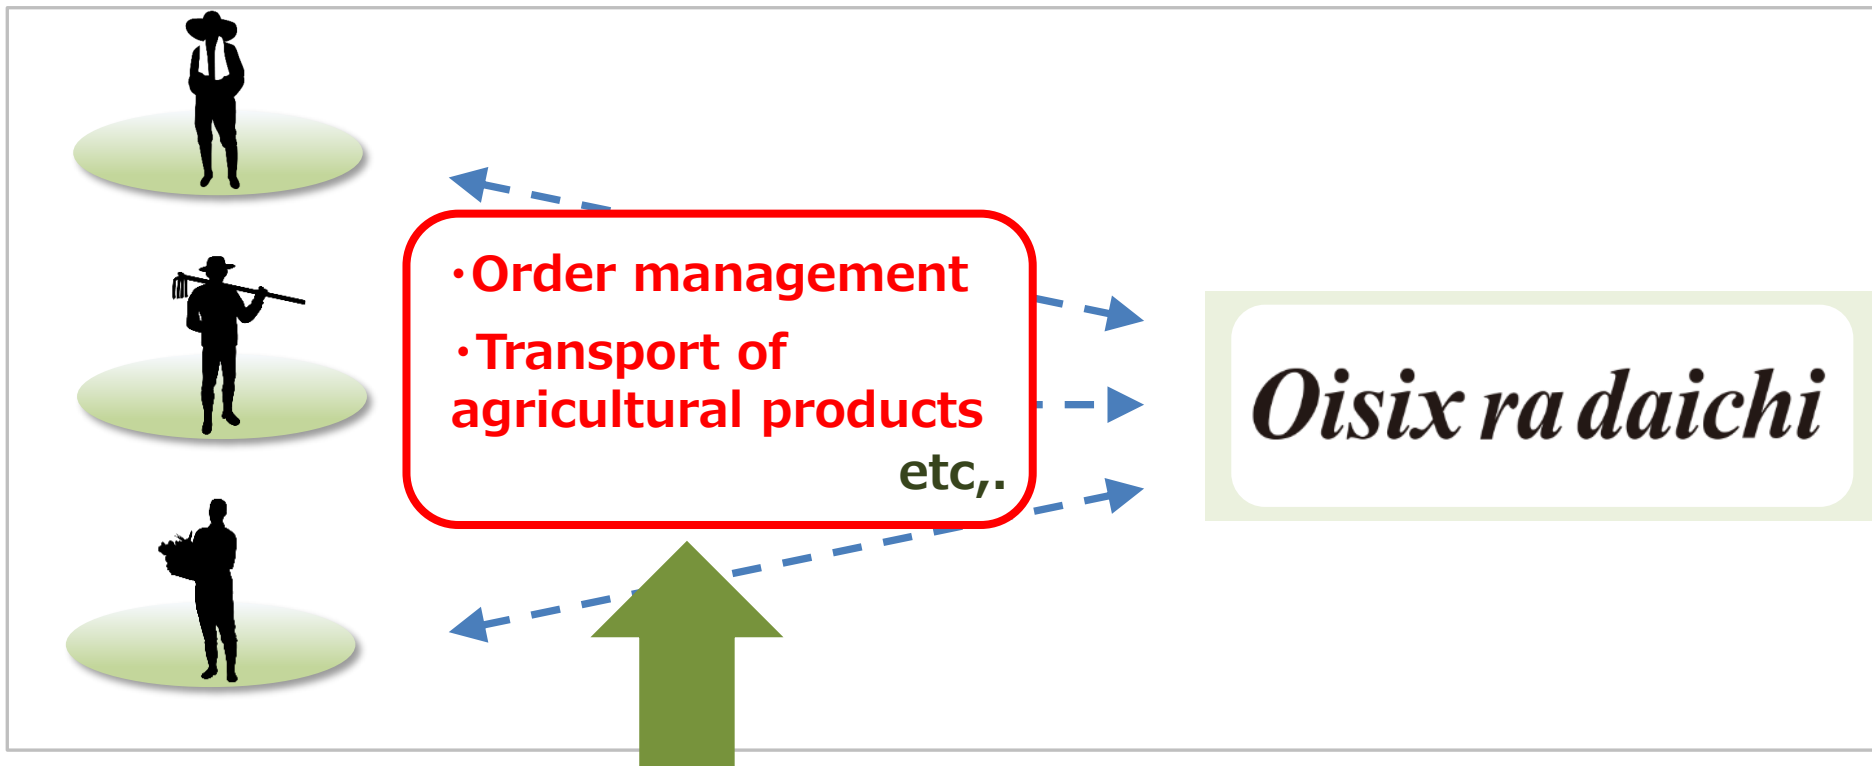 ・Order management
・Transport of
agricultural products
etc,.
Oisix ra daichi